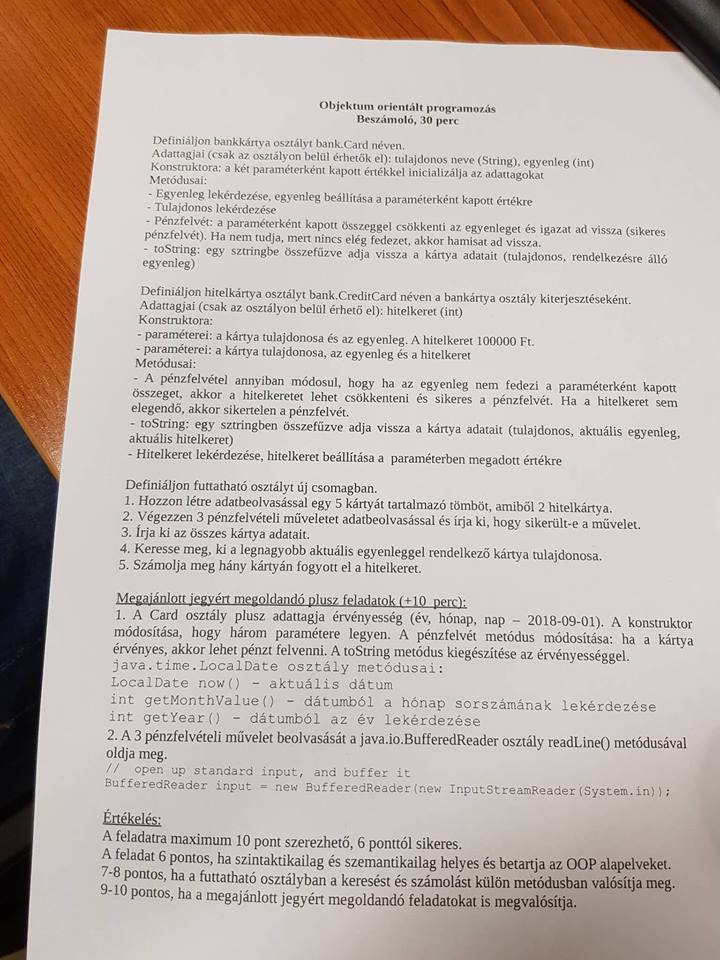 Objektum orientált programozás
Beszámoló, 30 perc
Definiáljon bankkártya osztályt bank.Card néven.
Adattagjai (csak az osztályon belül érhetők el): tulajdonos neve (String), egyenleg (int)
Konstruktora: a két paraméterként kapott értékkel inicializálja az adattagokat
Metódusai:
- Egyenleg lekérdezése, egyenleg beállítása a paraméterként kapott értékre
- Tulajdonos lekérdezése
- Pénzfelvét: a paraméterként kapott összeggel csökkenti az egyenleget és igazat ad vissza (sikeres
pénzfelvét). Ha nem tudja, mert nincs elég fedezet, akkor hamisat ad vissza.
- toString: egy sztringbe összefűzve adja vissza a kártya adatait (tulajdonos, rendelkezésre álló
egyenleg)
Definiáljon hitelkártya osztályt bank.CreditCard néven a bankártya osztály kiterjesztéseként.
Adattagjai (csak az osztályon belül érhető el): hitelkeret (int)
Konstruktora:
- paraméterei: a kártya tulajdonosa és az egyenleg. A hitelkeret 100000 Ft.
- paraméterei: a kártya tulajdonosa, az egyenleg és a hitelkeret
Metódusai:
- A pénzfelvétel annyiban módosul, hogy ha az egyenleg nem fedezi a paraméterként kapott
összeget, akkor a hitelkeretet lehet csökkenteni és sikeres a pénzfelvét. Ha a hitelkeret sem
elegendő, akkor sikertelen a pénzfelvét.
- toString: egy sztringben összefűzve adja vissza a kártya adatait (tulajdonos, aktuális egyenleg,
aktuális hitelkeret)
- Hitelkeret lekérdezése, hitelkeret beállítása a paraméterben megadott értékre
Definiáljon futtatható osztályt új csomagban.
1. Hozzon létre adatbeolvasással egy 5 kártyát tartalmazó tömböt, amiből 2 hitelkártya.
2. Végezzen 3 pénzfelvételi műveletet adatbeolvasással és írja ki, hogy sikerült-e a művelet.
3. Írja ki az összes kártya adatait.
4. Keresse meg, ki a legnagyobb aktuális egyenleggel rendelkező kártya tulajdonosa.
5. Számolja meg hány kártyán fogyott el a hitelkeret.
Megajánlott jegyért megoldandó plusz feladatok (+10 perc):
1. A Card osztály plusz adattagja érvényesség (év, hónap, nap – 2018-09-01). A konstruktor
módosítása, hogy három paramétere legyen. A pénzfelvét metódus módosítása: ha a kártya
érvényes, akkor lehet pénzt felvenni. A toString metódus kiegészítése az érvényességgel.
java.time.LocalDate osztály metódusai:
LocalDate now() - aktuális dátum
int getMonthValue() - dátumból a hónap sorszámának lekérdezése
int getYear() - dátumból az év lekérdezése
2. A 3 pénzfelvételi művelet beolvasását a java.io.BufferedReader osztály readLine() metódusával
oldja meg.
// open up standard input, and buffer it
BufferedReader input = new BufferedReader(new InputStreamReader(System.in));
Értékelés:
A feladatra maximum 10 pont szerezhető, 6 ponttól sikeres.
A feladat 6 pontos, ha szintaktikailag és szemantikailag helyes és betartja az OOP alapelveket.
7-8 pontos, ha a futtatható osztályban a keresést és számolást külön metódusban valósítja meg.
9-10 pontos, ha a megajánlott jegyért megoldandó feladatokat is megvalósítja.